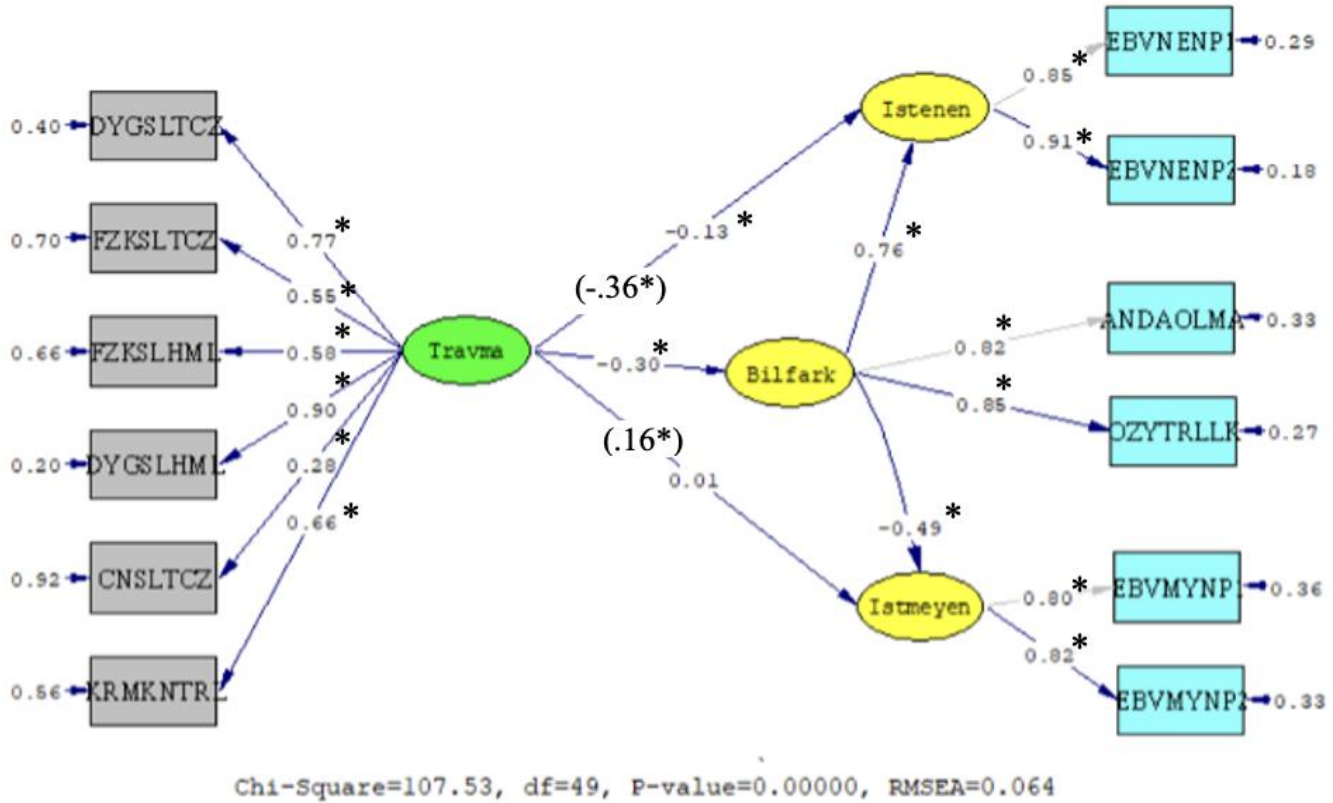 EBVNENP1
0.29
0.85*
Istenen
0.91*
EBVNENP2
0.18
0.40
DYGSLTCZ
0.70
FZKSLTCZ
0.77*
-0.13*
0.76*
0.55*
(-.36*)
0.66
FZKSLHML
0.58
*
Travma
-0.30*
Bilfark
0.82
*
ANDAOLMA
0.33
0.85
*
OZYTRLLK
0.27
0.90
*
0.20
DYGSLHML
0.28
*
(.16*)
0.01
0.66*
-0.49*
0.92
CNSLTCZ
Istmeyen
0.80*
EBVMYNP1
0.36
0.82*
EBVMYNP2
0.33
0.56
KRMKNTRL
Chi-Square=107.53, df=49, P-value=0.00000, RMSEA=0.064